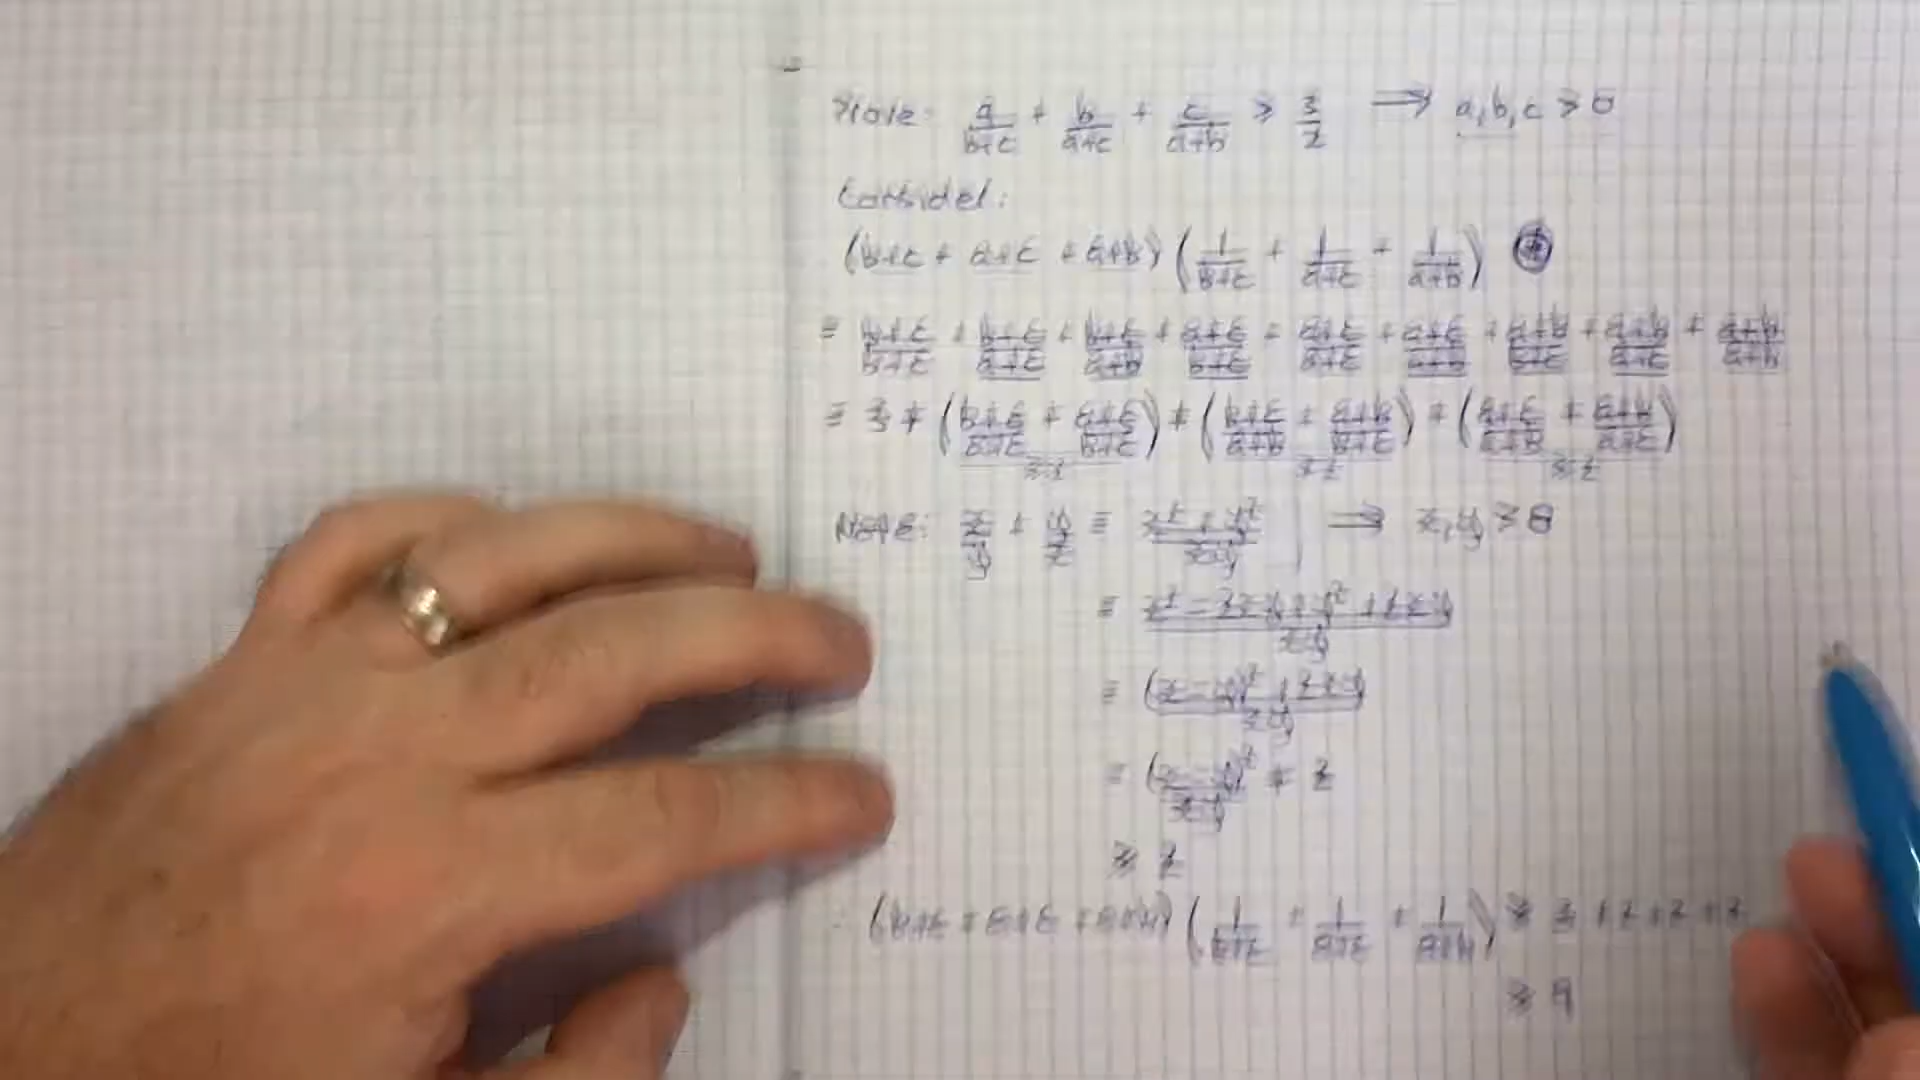 Prove: a/(b+c) + b/(a+c) + c/(a+b) ≥ 3/2 ⟹ a, b, c > 0
Consider:
(b+c + a+c + a+b)(1/(b+c) + 1/(a+c) + 1/(a+b)) *
≡ (b+c)/(b+c) + (b+c)/(a+c) + (b+c)/(a+b) + (a+c)/(b+c) + (a+c)/(a+c) + (a+c)/(a+b) + (a+b)/(b+c) + (a+b)/(a+c) + (a+b)/(a+b)
≡ 3 + ((b+c)/(a+c) + (a+c)/(b+c)) + ((b+c)/(a+b) + (a+b)/(b+c)) + ((a+c)/(a+b) + (a+b)/(a+c))
≥2 ≥2 ≥2
Note: x/y + y/x ≡ (x² + y²)/xy ⟹ x, y > 0
≡ (x² - 2xy + y² + 2xy)/xy
≡ ((x - y)² + 2xy)/xy
≡ (x - y)²/xy + 2
≥ 2
∴ (b+c + a+c + a+b)(1/(b+c) + 1/(a+c) + 1/(a+b)) ≥ 3 + 2 + 2 + 2
≥ 9